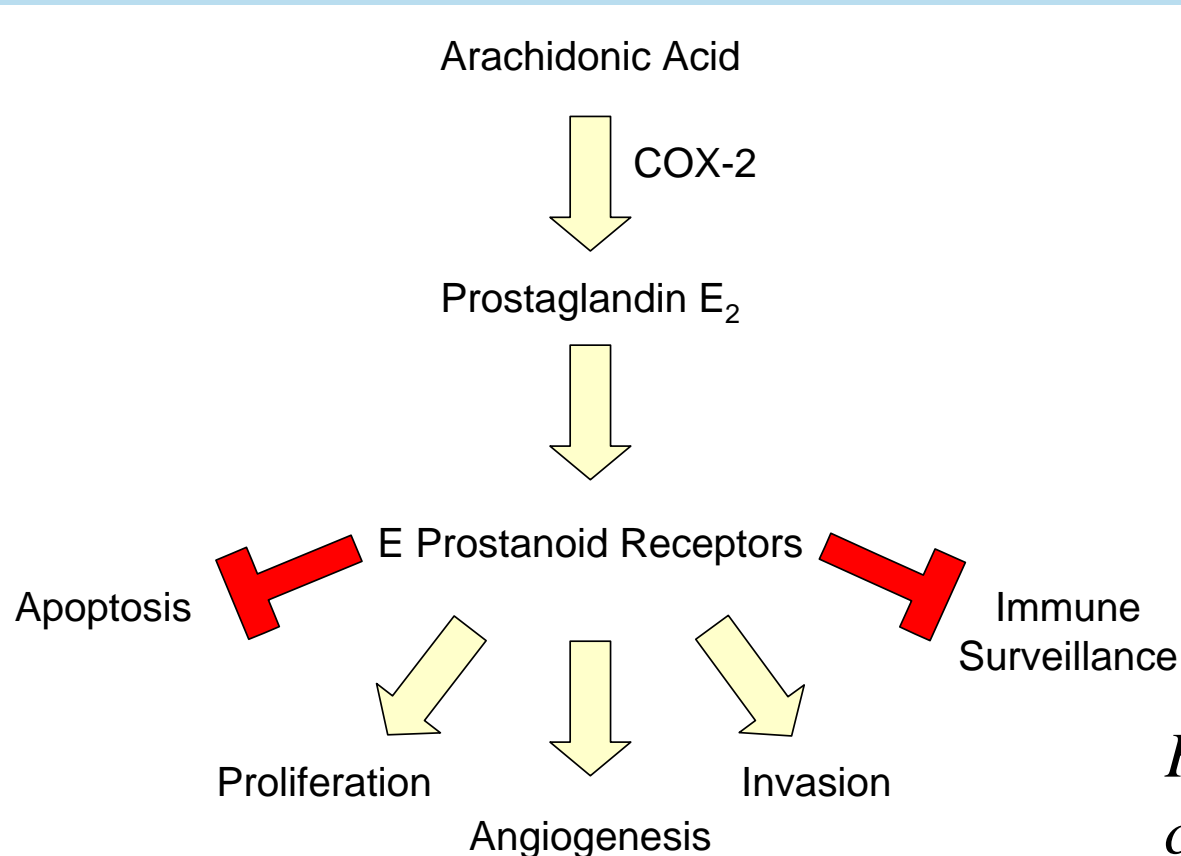 Arachidonic Acid
COX-2
Prostaglandin E₂
E Prostanoid Receptors
Apoptosis
Immune
Surveillance
Proliferation
Invasion
Angiogenesis